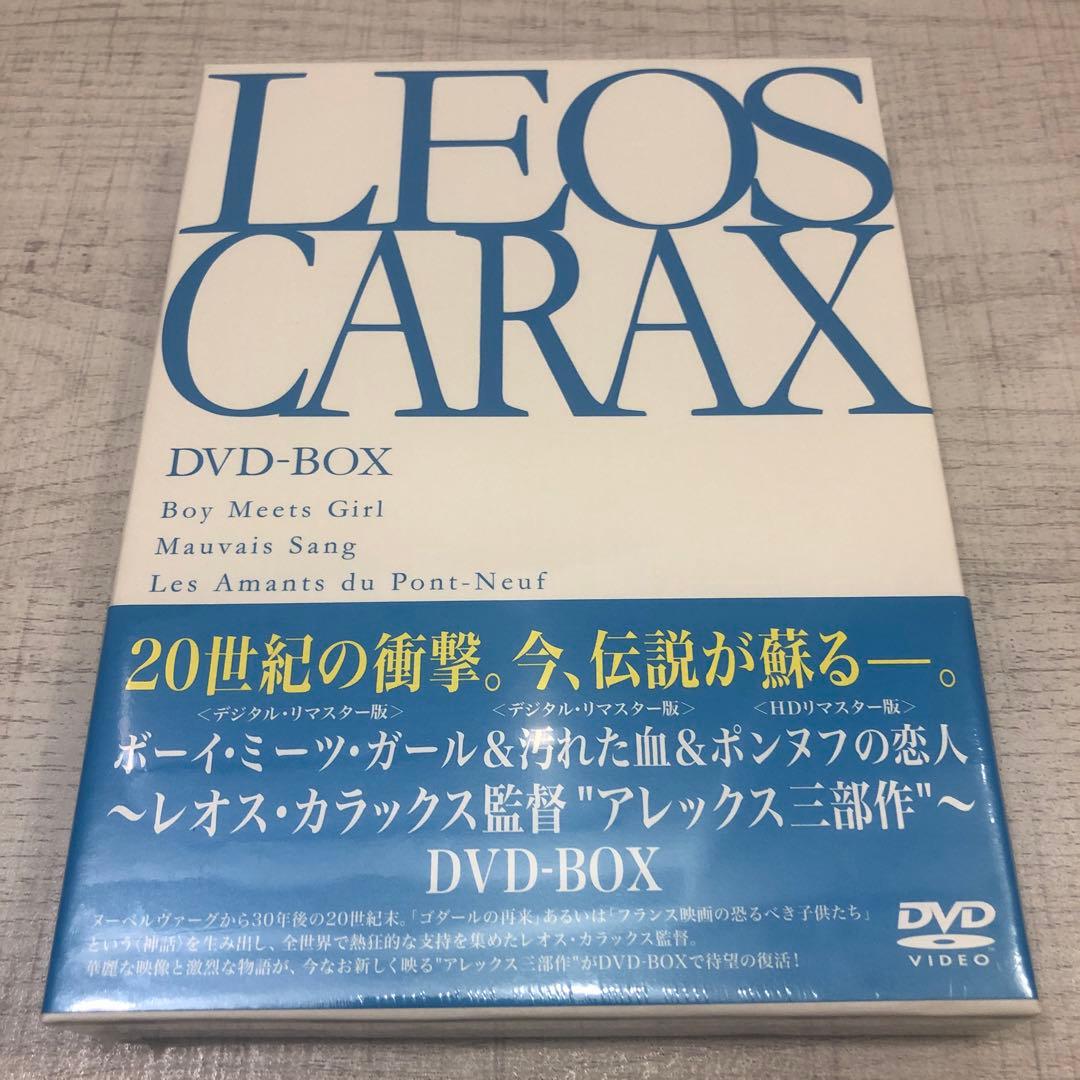 LEOS
CARAX
DVD-BOX
Boy Meets Girl
Mauvais Sang
Les Amants du Pont-Neuf
20世紀の衝撃。今、伝説が蘇る―。
<デジタル・リマスター版> <デジタル・リマスター版> <HDリマスター版>
ボーイ・ミーツ・ガール&汚れた血&ポンヌフの恋人
~レオス・カラックス監督"アレックス三部作"~
DVD-BOX
ヌーベルヴァーグから30年後の20世紀末。「ゴダールの再来」あるいは「フランス映画の恐るべき子供たち」
という〈神話〉を生み出し、全世界で熱狂的な支持を集めたレオス・カラックス監督。
華麗な映像と激烈な物語が、今なお新しく映る"アレックス三部作"がDVD-BOXで待望の復活!
DVD
VIDEO